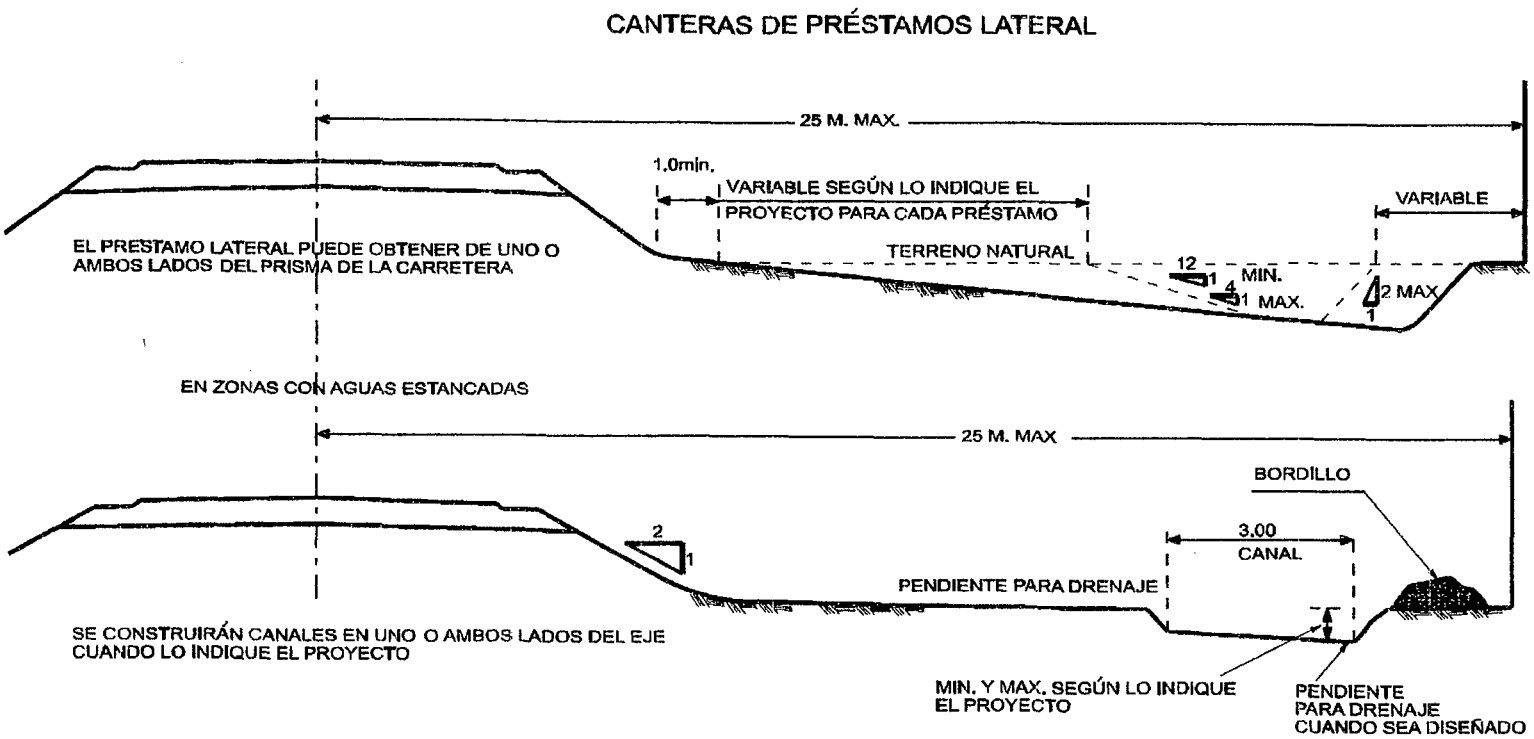 CANTERAS DE PRÉSTAMOS LATERAL
25 M. MAX.
1.0min.
VARIABLE SEGÚN LO INDIQUE EL
PROYECTO PARA CADA PRÉSTAMO
VARIABLE
EL PRESTAMO LATERAL PUEDE OBTENER DE UNO O
AMBOS LADOS DEL PRISMA DE LA CARRETERA
TERRENO NATURAL
12
1
MIN.
4
1
MAX.
2 MAX
1
EN ZONAS CON AGUAS ESTANCADAS
25 M. MAX
BORDILLO
2
1
3.00
CANAL
PENDIENTE PARA DRENAJE
SE CONSTRUIRÁN CANALES EN UNO O AMBOS LADOS DEL EJE
CUANDO LO INDIQUE EL PROYECTO
MIN. Y MAX. SEGÚN LO INDIQUE
EL PROYECTO
PENDIENTE
PARA DRENAJE
CUANDO SEA DISEÑADO